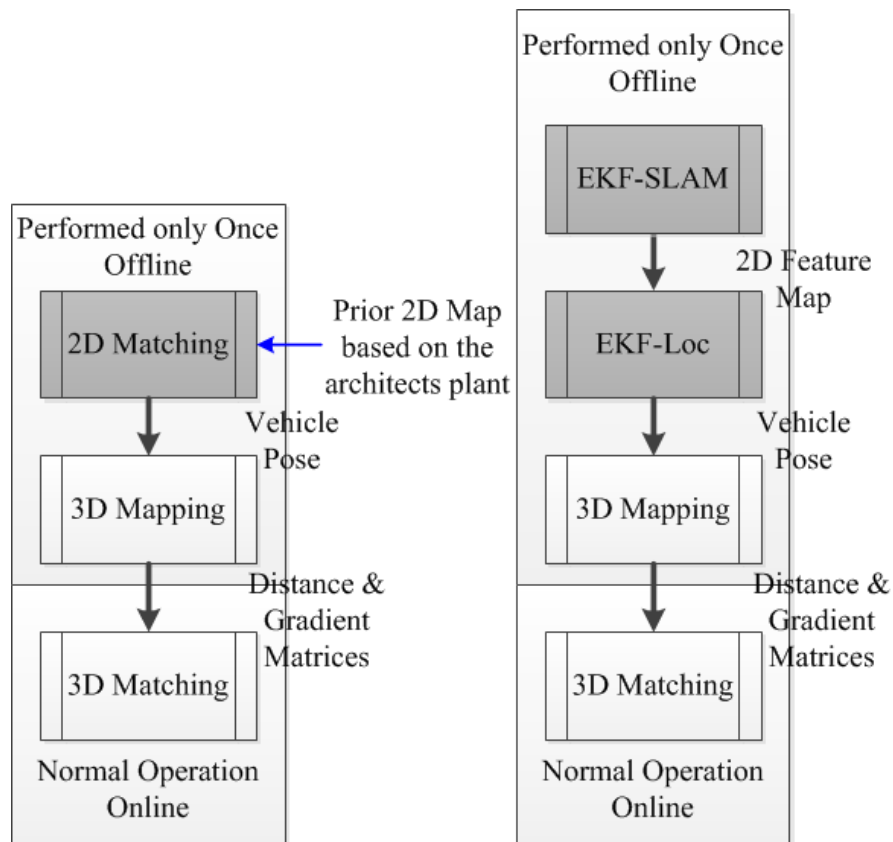 Performed only Once
Offline
2D Matching
Prior 2D Map
based on the
architects plant
Vehicle
Pose
3D Mapping
Distance &
Gradient
Matrices
3D Matching
Normal Operation
Online
Performed only Once
Offline
EKF-SLAM
2D Feature
Map
EKF-Loc
Vehicle
Pose
3D Mapping
Distance &
Gradient
Matrices
3D Matching
Normal Operation
Online